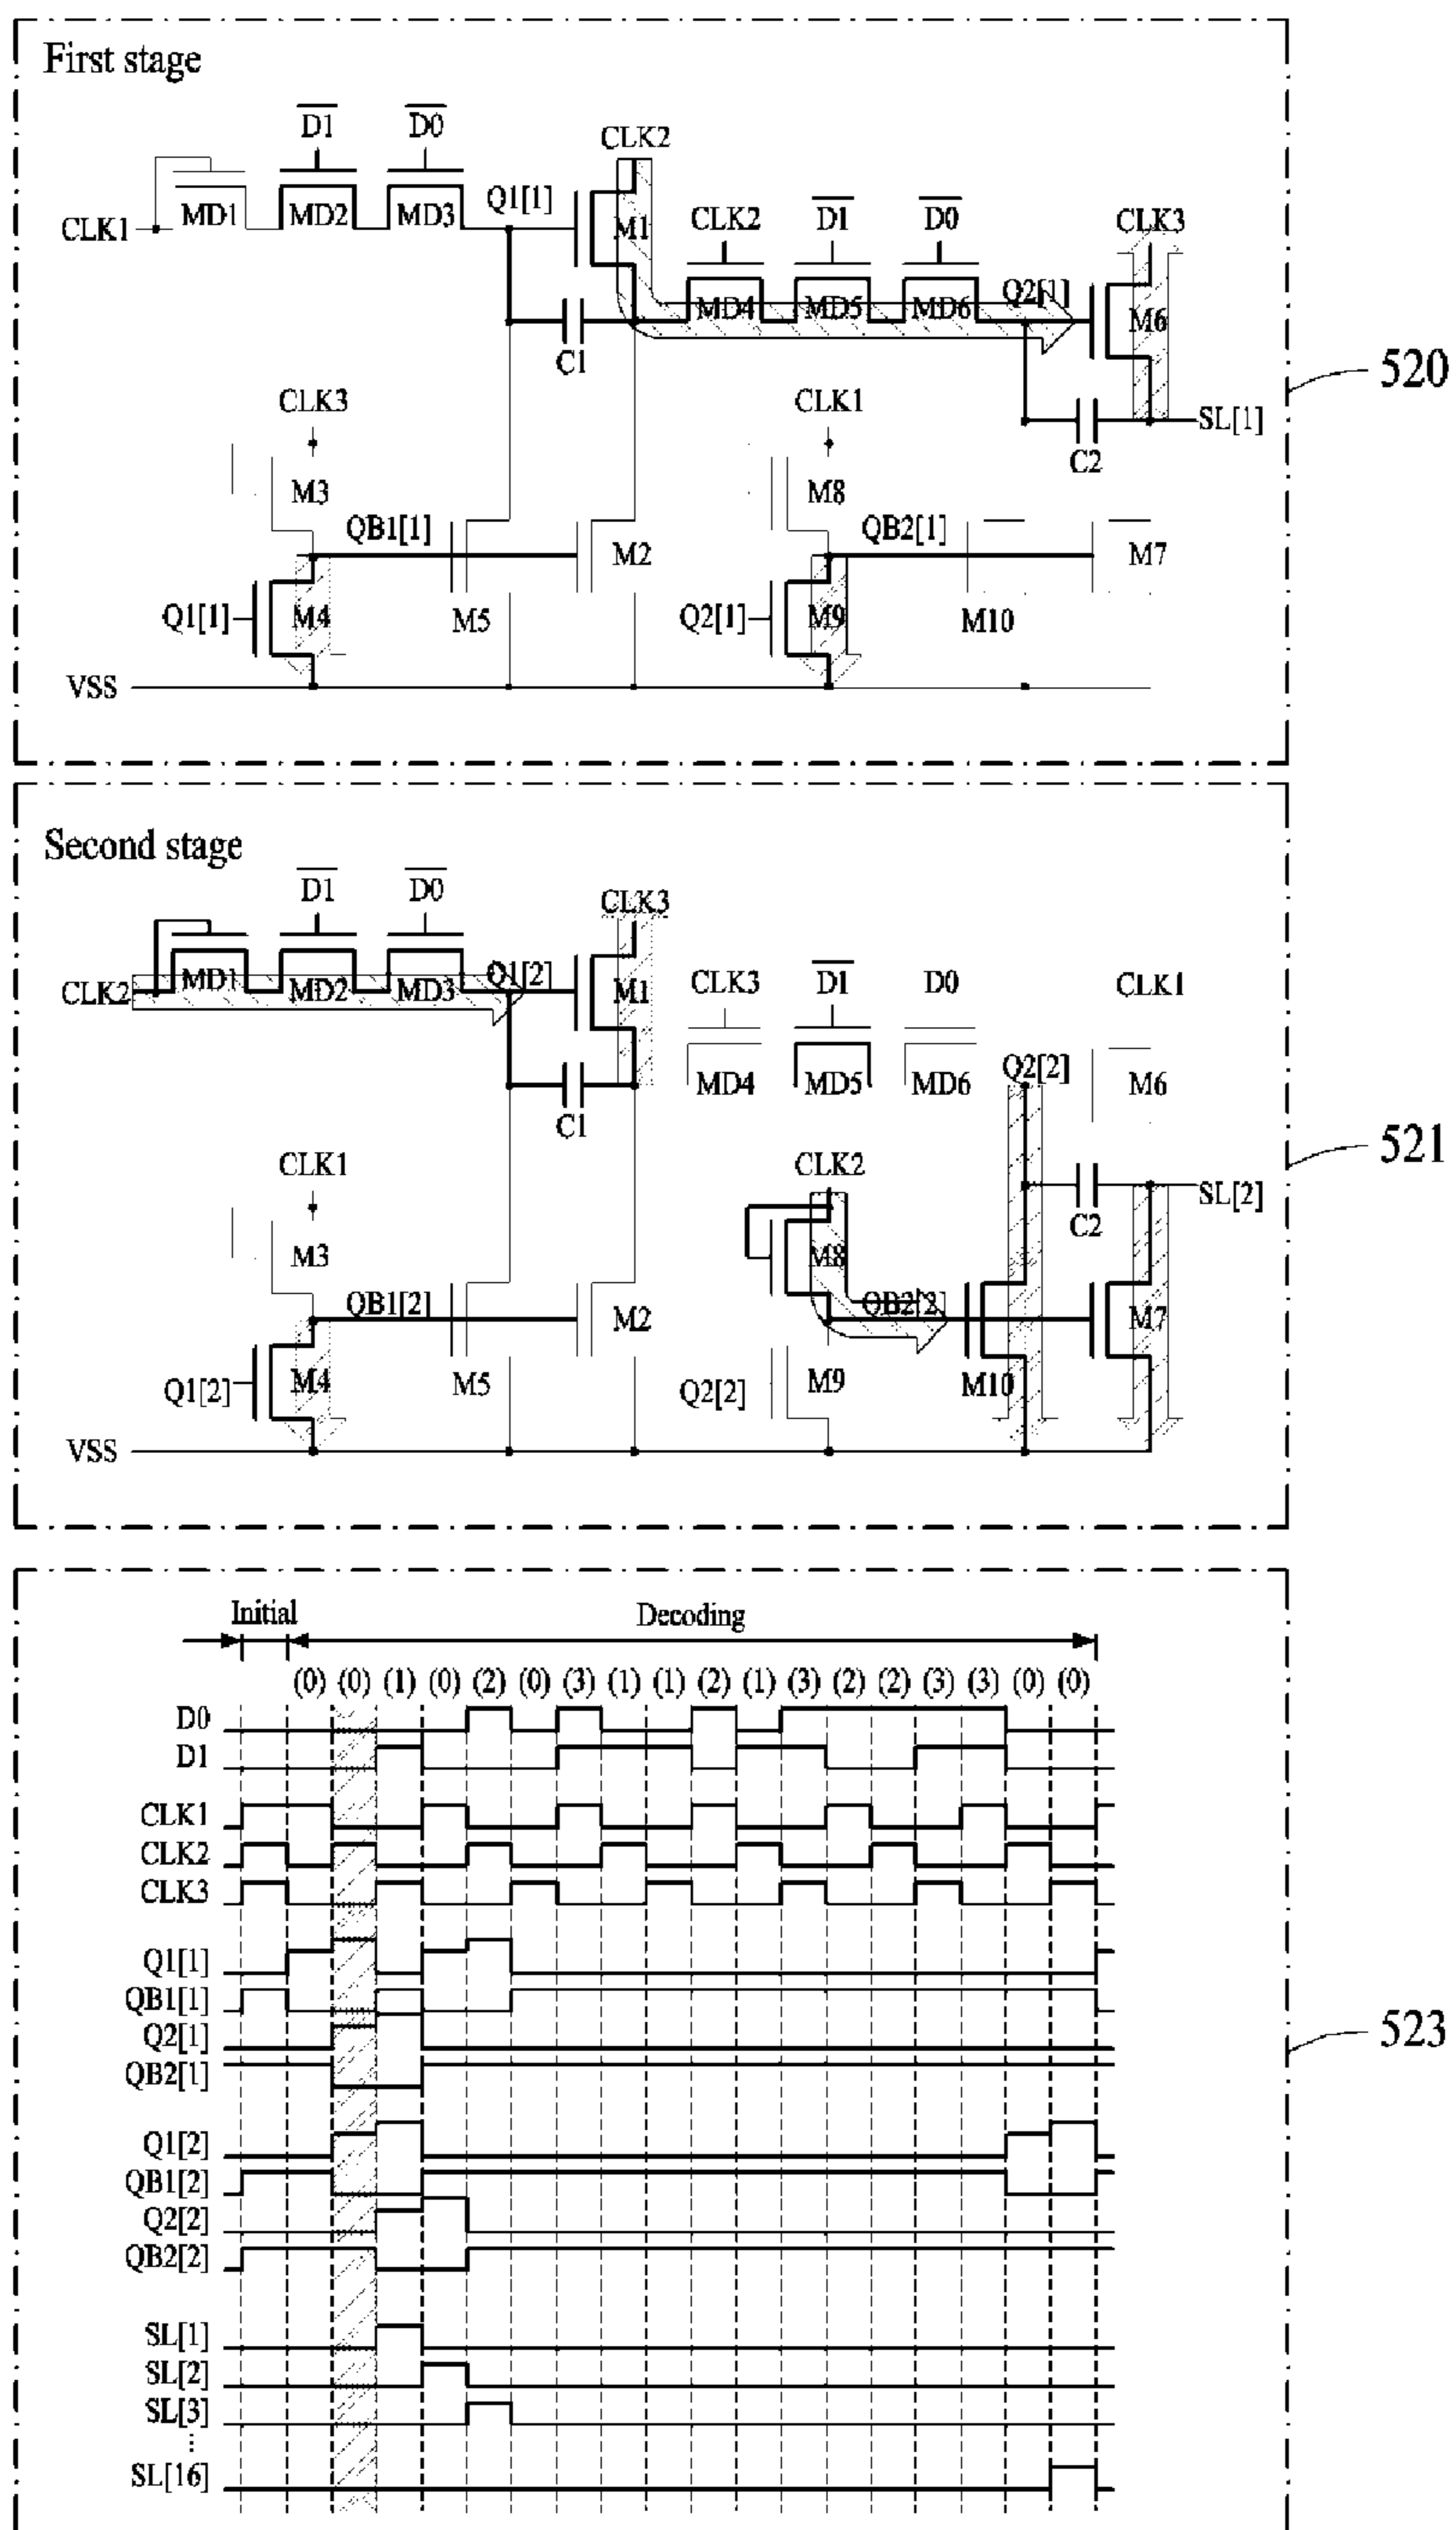 First stage
D1 D0
CLK2
Q1[1]
CLK1 MD1 MD2 MD3 M1 CLK2 D1 D0 CLK3
Q2[1]
MD4 MD5 MD6 M6
C1
520
CLK3 CLK1 SL[1]
C2
M3 M8
QB1[1] QB2[1]
M2 M7
Q1[1] M4 M5 Q2[1] M9 M10
VSS
Second stage
D1 D0
CLK3
Q1[2]
CLK2 MD1 MD2 MD3 M1 CLK3 D1 D0 CLK1
Q2[2]
MD4 MD5 MD6 M6
C1
521
CLK1 CLK2 SL[2]
C2
M3 M8
QB1[2] QB2[2]
M2 M7
Q1[2] M4 M5 Q2[2] M9 M10
VSS
Initial Decoding
(0) (0) (1) (0) (2) (0) (3) (1) (1) (2) (1) (3) (2) (2) (3) (3) (0) (0)
D0
D1
CLK1
CLK2
CLK3
Q1[1]
QB1[1]
Q2[1]
QB2[1]
523
Q1[2]
QB1[2]
Q2[2]
QB2[2]
SL[1]
SL[2]
SL[3]
⋮
SL[16]